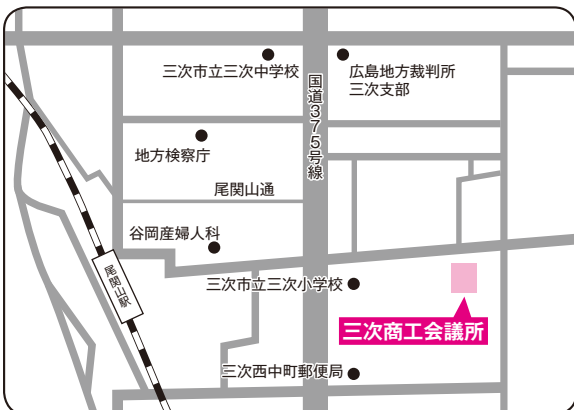 三次市立三次中学校
広島地方裁判所
三次支部
国道375号線
地方検察庁
尾関山通
谷岡産婦人科
尾関山駅
三次市立三次小学校
三次商工会議所
三次西中町郵便局